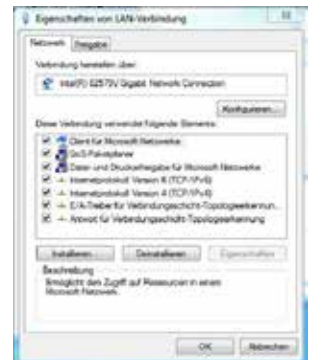 Eigenschaften von LAN-Verbindung
Netzwerk
Freigabe
Verbindung herstellen über:
Intel(R) 82579V Gigabit Network Connection
Konfigurieren...
Diese Verbindung verwendet folgende Elemente:
Client für Microsoft-Netzwerke
QoS-Paketplaner
Datei- und Druckerfreigabe für Microsoft-Netzwerke
Internetprotokoll Version 6 (TCP/IPv6)
Internetprotokoll Version 4 (TCP/IPv4)
E/A-Treiber für Verbindungsschicht-Topologieerkennun...
Antwort für Verbindungsschicht-Topologieerkennung
Installieren...
Deinstallieren
Eigenschaften
Beschreibung
Ermöglicht den Zugriff auf Ressourcen in einem
Microsoft-Netzwerk.
OK
Abbrechen